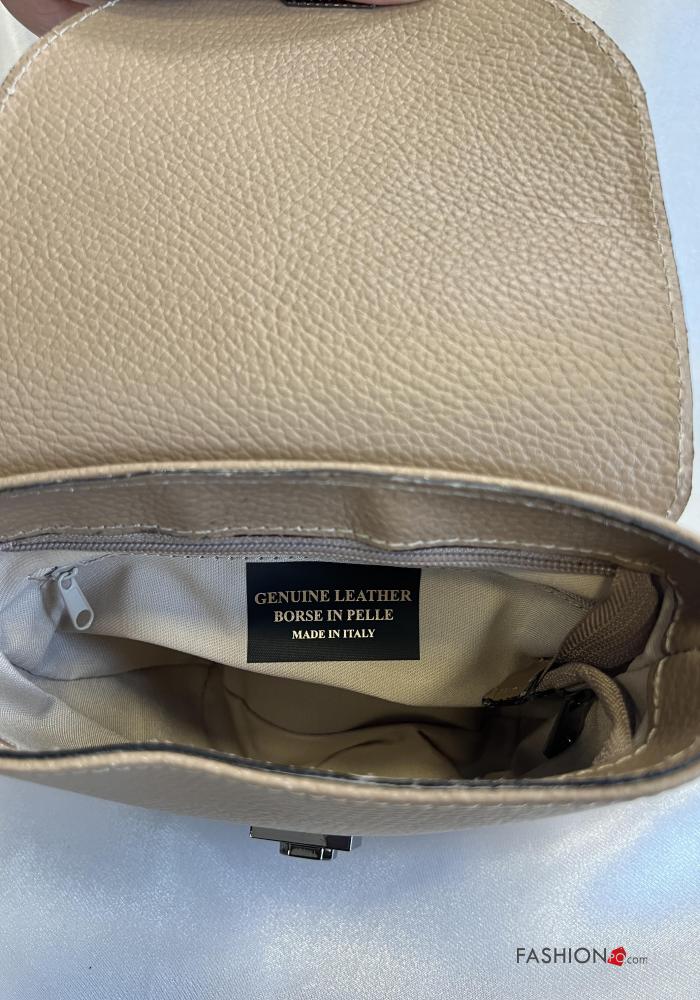 GENUINE LEATHER
BORSE IN PELLE
MADE IN ITALY
FASHIONPO.com